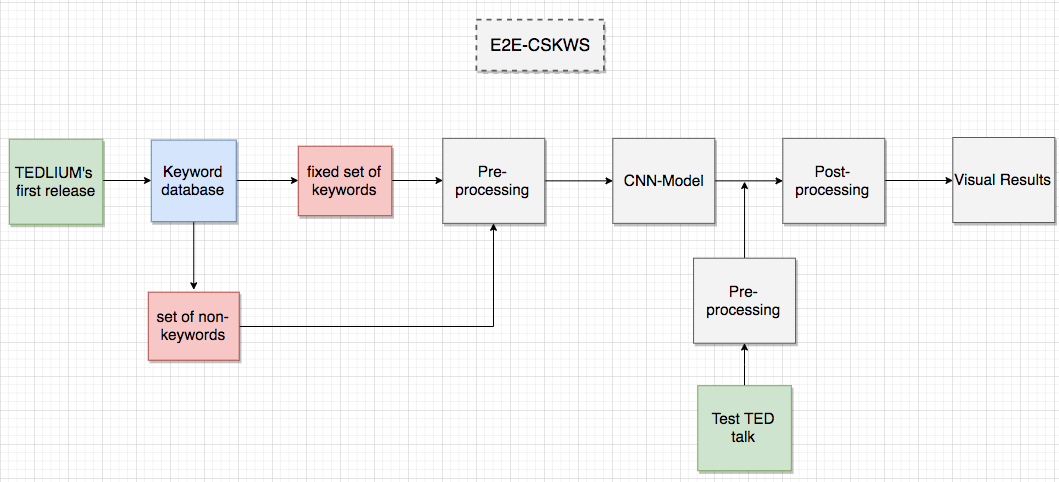 E2E-CSKWS
TEDLIUM's
first release
Keyword
database
fixed set of
keywords
Pre-
processing
CNN-Model
Post-
processing
Visual Results
set of non-
keywords
Pre-
processing
Test TED
talk